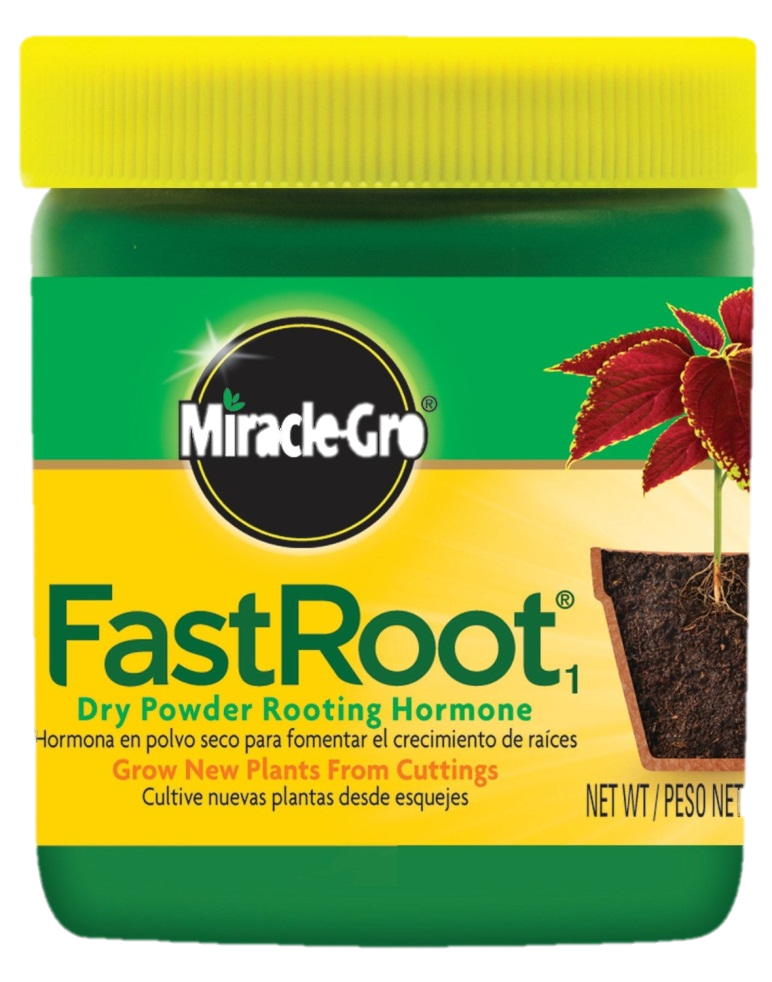 Miracle-Gro®
FastRoot®1
Dry Powder Rooting Hormone
Hormona en polvo seco para fomentar el crecimiento de raíces
Grow New Plants From Cuttings
Cultive nuevas plantas desde esquejes
NET WT / PESO NET